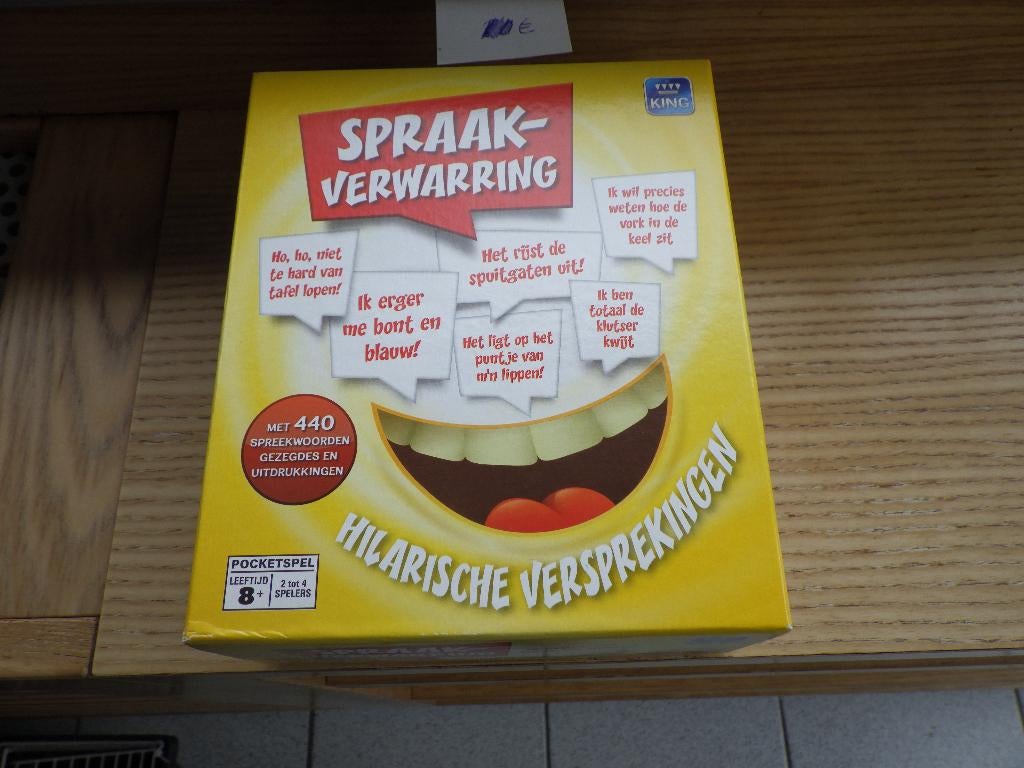 €
KING
SPRAAK-
VERWARRING
Ik wil precies
weten hoe de
vork in de
keel zit
Ho, ho, niet
te hard van
tafel lopen!
Het rijst de
spuitgaten uit!
Ik erger
me bont en
blauw!
Ik ben
totaal de
klutser
kwijt
Het ligt op het
puntje van
m'n lippen!
MET 440
SPREEKWOORDEN
GEZEGDES EN
UITDRUKKINGEN
HILARISCHE VERSPREKINGEN
POCKETSPEL
LEEFTIJD
8+
2 tot 4
SPELERS